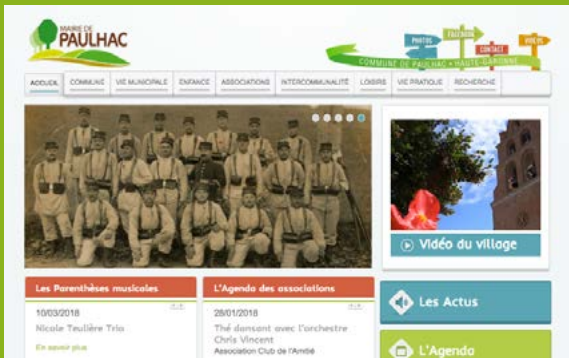 MAIRIE DE
PAULHAC
PHOTOS
FACEBOOK
CONTACT
VIDÉOS
COMMUNE DE PAULHAC • HAUTE-GARONNE
ACCUEIL COMMUNE VIE MUNICIPALE ENFANCE ASSOCIATIONS INTERCOMMUNALITÉ LOISIRS VIE PRATIQUE RECHERCHE
Vidéo du village
Les Parenthèses musicales
10/03/2018
Nicole Teulière Trio
En savoir plus
L'Agenda des associations
28/01/2018
Thé dansant avec l'orchestre
Chris Vincent
Association Club de l'Amitié
Les Actus
L'Agenda